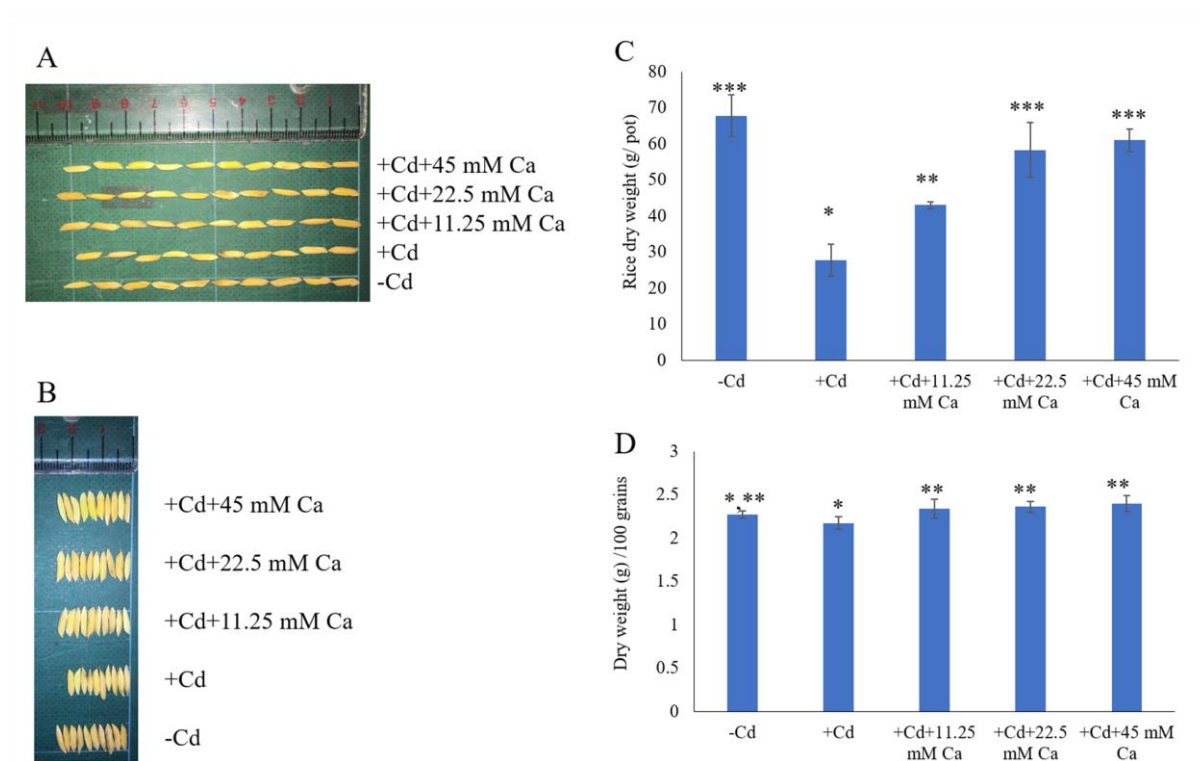 A
+Cd+45 mM Ca
+Cd+22.5 mM Ca
+Cd+11.25 mM Ca
+Cd
-Cd
B
+Cd+45 mM Ca
+Cd+22.5 mM Ca
+Cd+11.25 mM Ca
+Cd
-Cd
C
Rice dry weight (g/ pot)
80
70
60
50
40
30
20
10
0
***
*
**
***
***
-Cd
+Cd
+Cd+11.25
mM Ca
+Cd+22.5
mM Ca
+Cd+45 mM
Ca
D
Dry weight (g) /100 grains
3
2.5
2
1.5
1
0.5
0
*,**
*
**
**
**
-Cd
+Cd
+Cd+11.25
mM Ca
+Cd+22.5
mM Ca
+Cd+45 mM
Ca